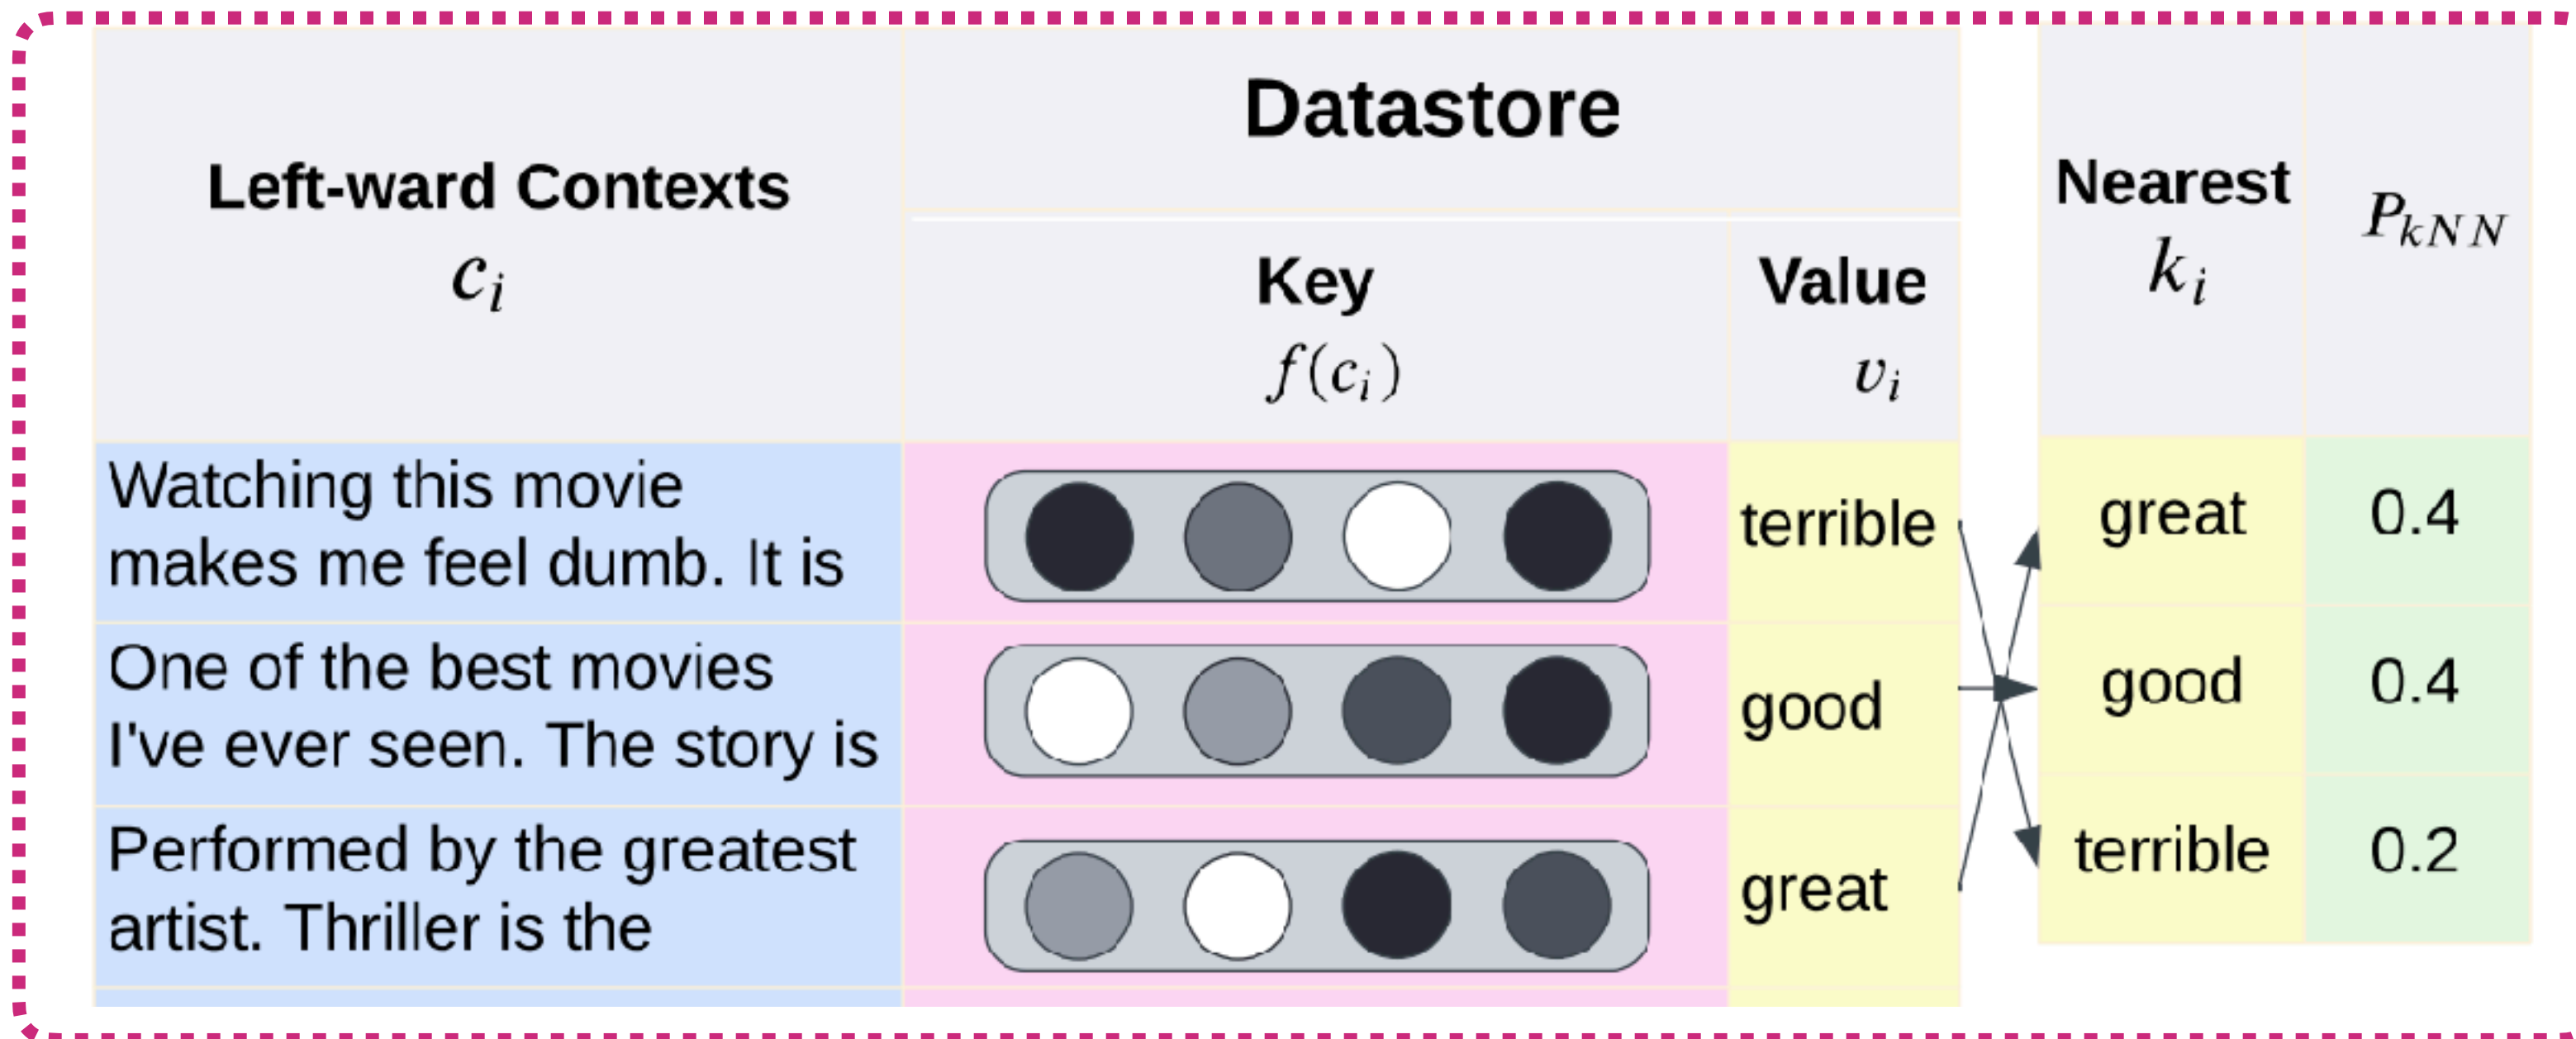 Left-ward Contexts
c_i
Datastore
Key
f(c_i)
Value
v_i
Nearest
k_i
P_{kNN}
Watching this movie
makes me feel dumb. It is
terrible
great
0.4
One of the best movies
I've ever seen. The story is
good
good
0.4
Performed by the greatest
artist. Thriller is the
great
terrible
0.2